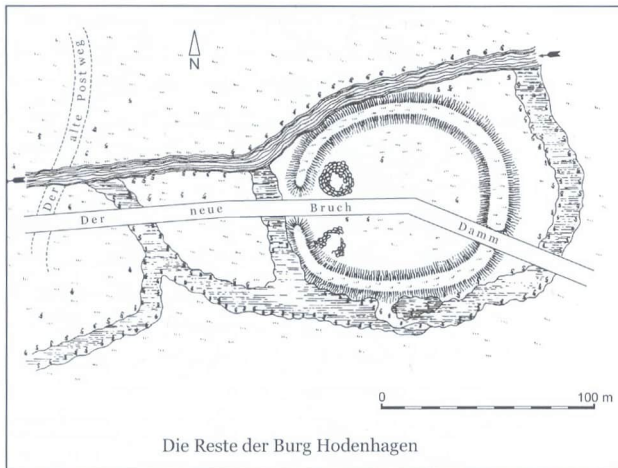 N
Der alte Postweg
Der neue Bruch Damm
0 100 m
Die Reste der Burg Hodenhagen